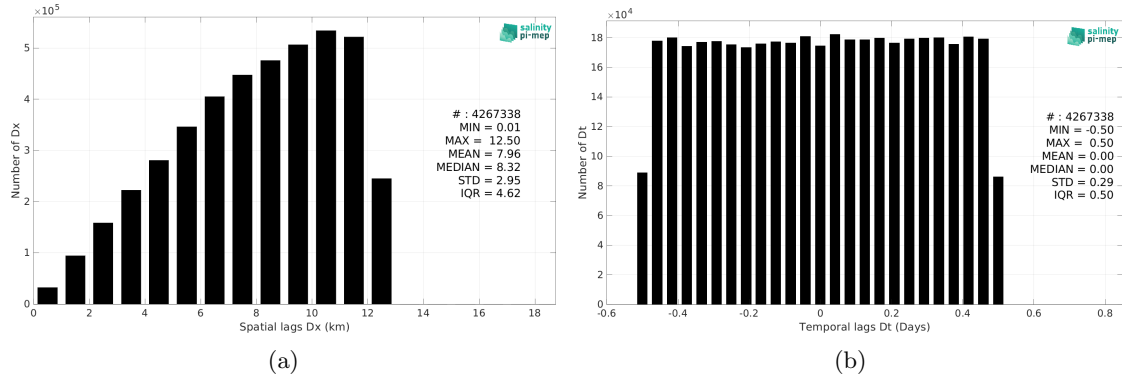 ×10⁵
salinity
pi-mep
5
4
3
2
1
0
Number of Dx
# : 4267338
MIN = 0.01
MAX = 12.50
MEAN = 7.96
MEDIAN = 8.32
STD = 2.95
IQR = 4.62
0 2 4 6 8 10 12 14 16 18
Spatial lags Dx (km)
(a)
×10⁴
salinity
pi-mep
18
16
14
12
10
8
6
4
2
0
Number of Dt
# : 4267338
MIN = -0.50
MAX = 0.50
MEAN = 0.00
MEDIAN = 0.00
STD = 0.29
IQR = 0.50
-0.6 -0.4 -0.2 0 0.2 0.4 0.6 0.8
Temporal lags Dt (Days)
(b)